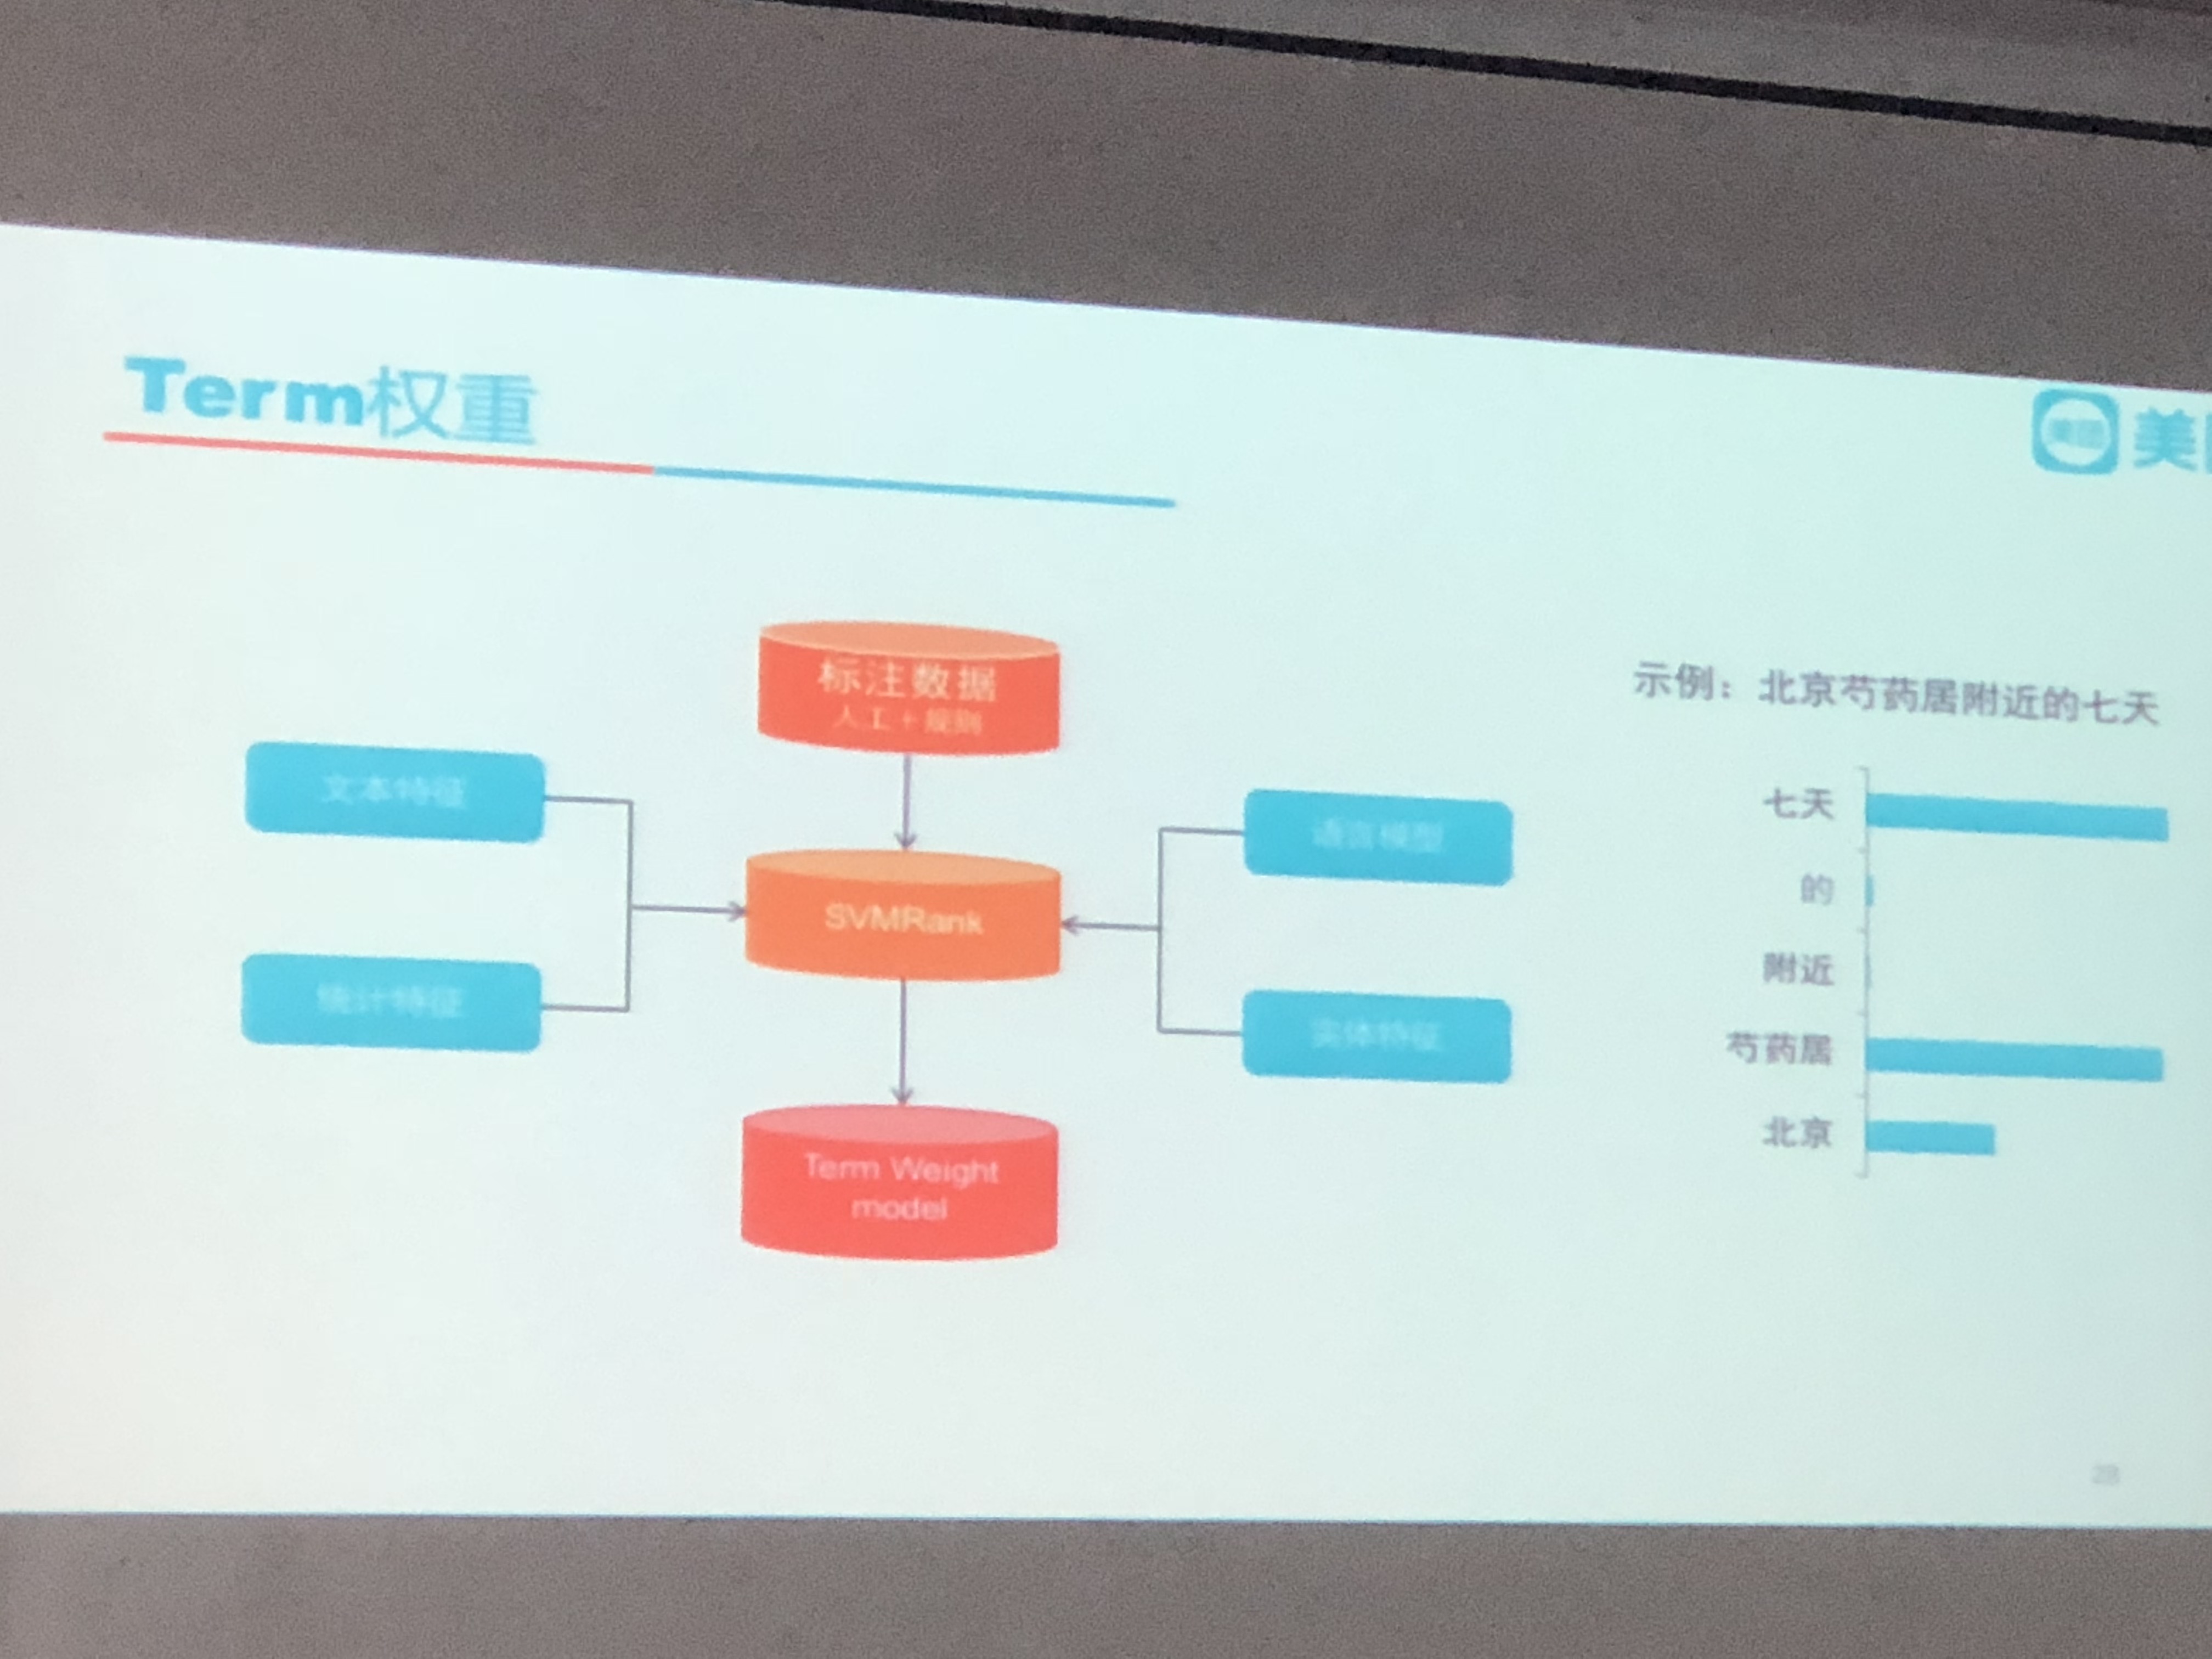 Term权重
美
标注数据
人工+规则
文本特征
统计特征
SVMRank
语言模型
实体特征
Term Weight
model
示例：北京芍药居附近的七天
七天
的
附近
芍药居
北京
28